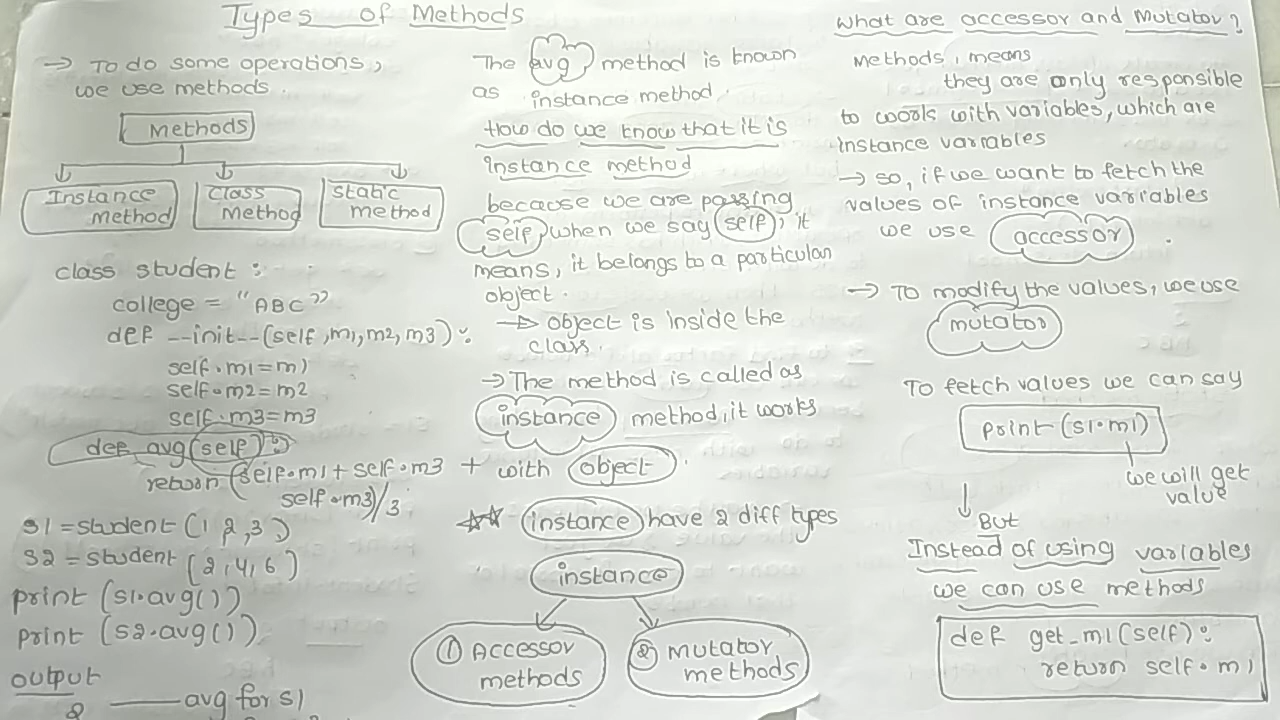 Types of Methods
→ To do some operations,
we use methods.
Methods
Instance method
class method
static method
class student :
college = "ABC"
def __init__(self, m1, m2, m3):
self.m1=m1
self.m2=m2
self.m3=m3
def avg(self):
return (self.m1 + self.m3 +
self.m3)/3
s1 = student (1, 2, 3)
s2 = student (2, 4, 6)
print (s1.avg())
print (s2.avg())
output
2 —— avg for s1
The avg method is known
as instance method.
How do we know that it is
instance method
because we are passing
self, when we say self, it
means, it belongs to a particular
object.
→ object is inside the
class.
→ The method is called as
instance method, it works
with object.
☆☆ instance have 2 diff types
instance
① Accessor methods
② Mutator methods
what are accessor and Mutator?
Methods, means
they are only responsible
to work with variables, which are
instance variables
→ so, if we want to fetch the
values of instance variables
we use accessor.
→ To modify the values, we use
mutator
To fetch values we can say
print (s1.m1)
we will get
value
↓ But
Instead of using variables
we can use methods
def get_m1(self):
return self.m1